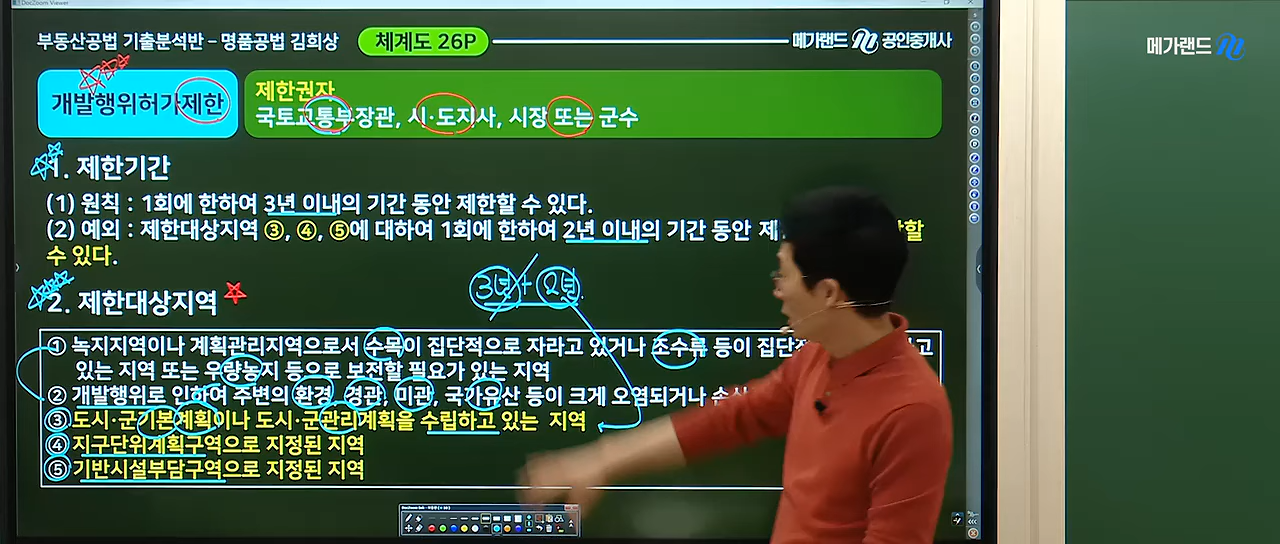 DocZoom Viewer
부동산공법 기출분석반 – 명품공법 김희상
체계도 26P
메가랜드 공인중개사
메가랜드
개발행위허가제한
제한권자
국토교통부장관, 시·도지사, 시장 또는 군수
1. 제한기간
(1) 원칙 : 1회에 한하여 3년 이내의 기간 동안 제한할 수 있다.
(2) 예외 : 제한대상지역 ③, ④, ⑤에 대하여 1회에 한하여 2년 이내의 기간 동안 제
할
수 있다.
3년 + 2년
2. 제한대상지역
① 녹지지역이나 계획관리지역으로서 수목이 집단적으로 자라고 있거나 조수류 등이 집단적 고
있는 지역 또는 우량농지 등으로 보전할 필요가 있는 지역
② 개발행위로 인하여 주변의 환경, 경관, 미관, 국가유산 등이 크게 오염되거나 손상
③ 도시·군기본계획이나 도시·군관리계획을 수립하고 있는 지역
④ 지구단위계획구역으로 지정된 지역
⑤ 기반시설부담구역으로 지정된 지역